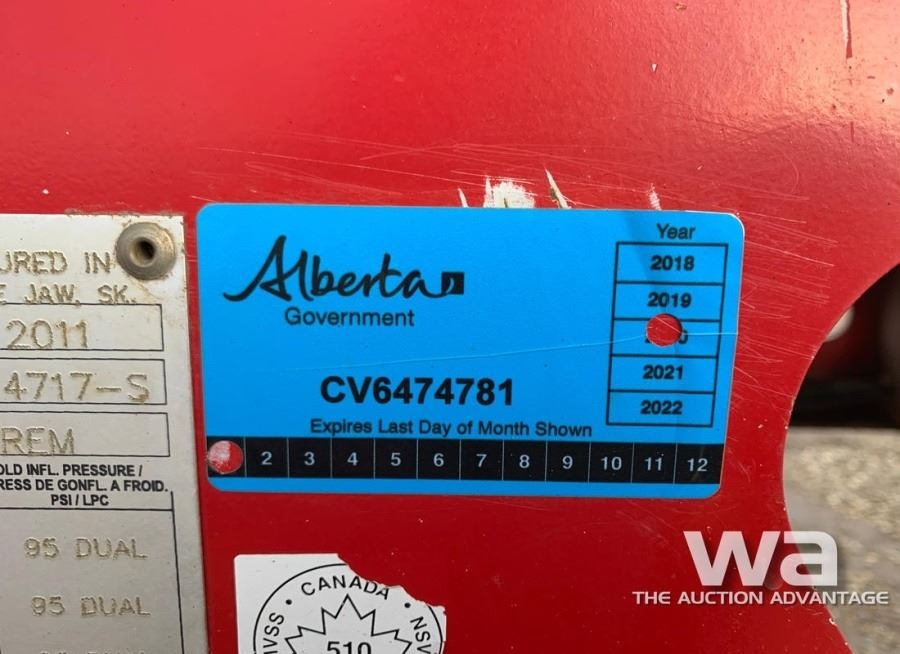 URED IN
E JAW, SK.
2011
4717-S
REM
OLD INFL. PRESSURE /
RESS DE GONFL. A FROID.
PSI / LPC
95 DUAL
95 DUAL
Alberta
Government
CV6474781
Expires Last Day of Month Shown
Year
2018
2019
0
2021
2022
2 3 4 5 6 7 8 9 10 11 12
CANADA
510
wa
THE AUCTION ADVANTAGE